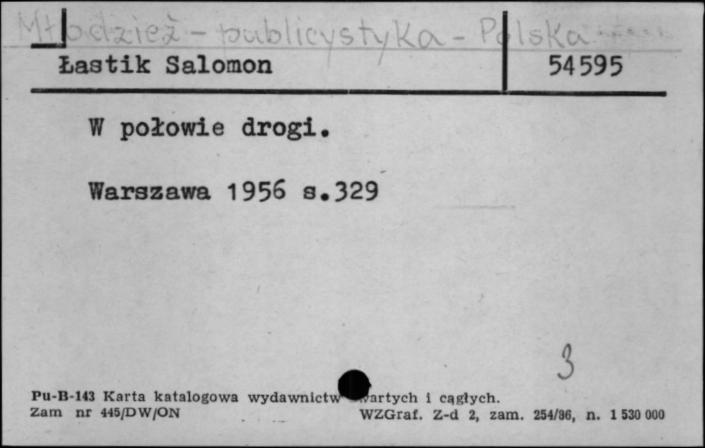 Młodzież - publicystyka - Polska
Łastik Salomon 54595
W połowie drogi.
Warszawa 1956 s.329
3
Pu-B-143 Karta katalogowa wydawnictw zwartych i cągłych.
Zam nr 445/DW/ON WZGraf. Z-d 2, zam. 254/86, n. 1 530 000